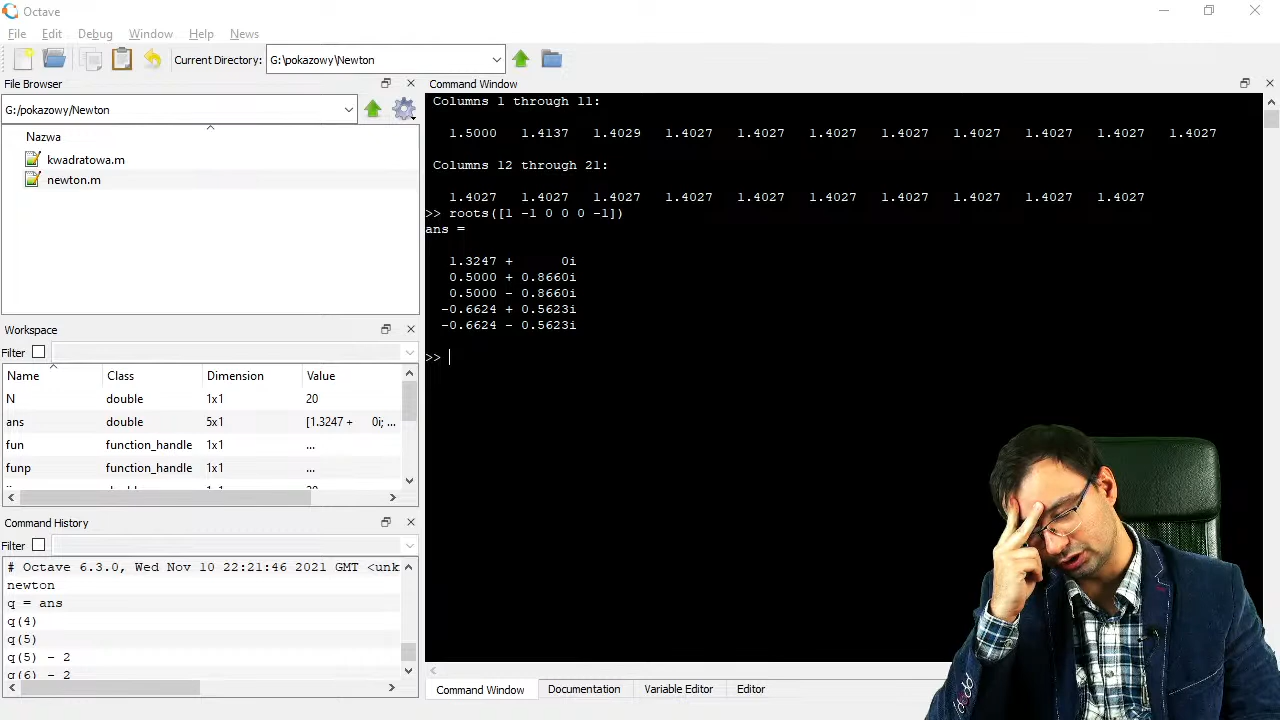 Octave
File Edit Debug Window Help News
Current Directory: G:\pokazowy\Newton
File Browser
G:/pokazowy/Newton
Nazwa
kwadratowa.m
newton.m
Workspace
Filter
Name Class Dimension Value
N double 1x1 20
ans double 5x1 [1.3247 + 0i; ...
fun function_handle 1x1 ...
funp function_handle 1x1 ...
Command History
Filter
# Octave 6.3.0, Wed Nov 10 22:21:46 2021 GMT
newton
q = ans
q(4)
q(5)
q(5) - 2
q(6) - 2
Command Window
Columns 1 through 11:
1.5000 1.4137 1.4029 1.4027 1.4027 1.4027 1.4027 1.4027 1.4027 1.4027 1.4027
Columns 12 through 21:
1.4027 1.4027 1.4027 1.4027 1.4027 1.4027 1.4027 1.4027 1.4027 1.4027
>> roots([1 -1 0 0 0 -1])
ans =
1.3247 + 0i
0.5000 + 0.8660i
0.5000 - 0.8660i
-0.6624 + 0.5623i
-0.6624 - 0.5623i
>>
Command Window Documentation Variable Editor Editor